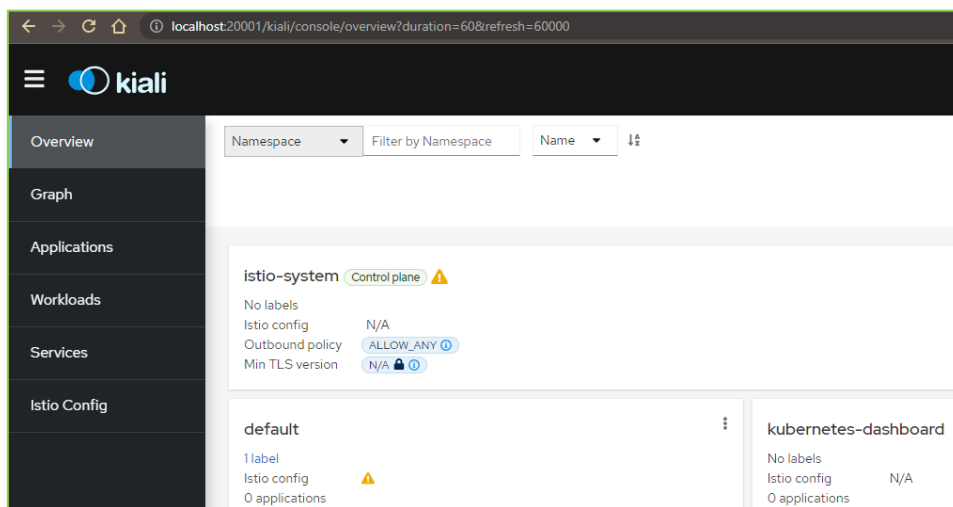 localhost:20001/kiali/console/overview?duration=60&refresh=60000
kiali
Overview
Graph
Applications
Workloads
Services
Istio Config
Namespace
Filter by Namespace
Name
istio-system Control plane
No labels
Istio config N/A
Outbound policy ALLOW_ANY
Min TLS version N/A
default
1 label
Istio config
0 applications
kubernetes-dashboard
No labels
Istio config N/A
0 applications